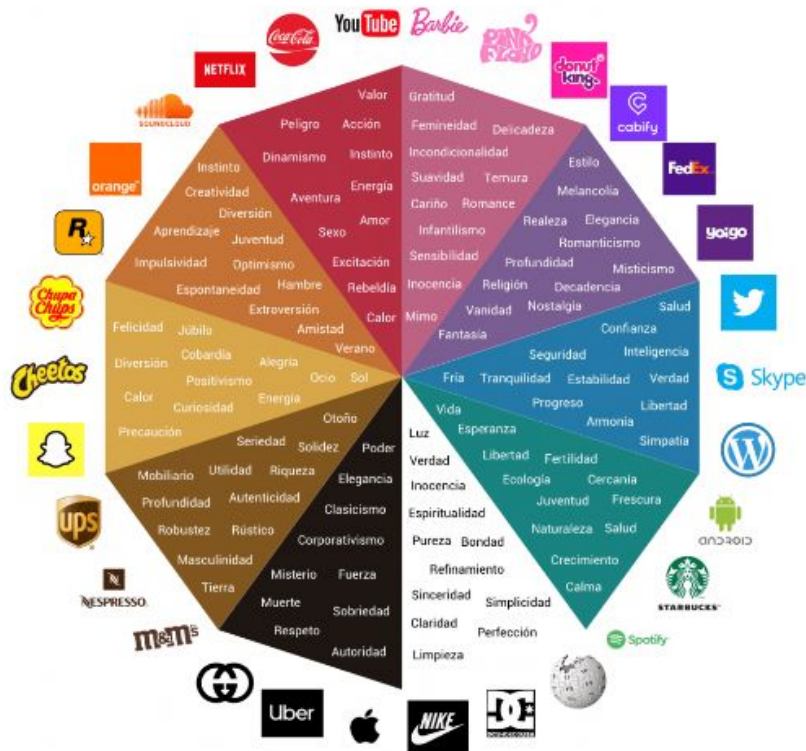 Coca-Cola
YouTube
Barbie
PINK FLOYD
NETFLIX
donut king
SOUNDCLOUD
cabify
orange
FedEx
R
yoigo
Chupa Chups
Cheetos
Skype
ups
ANDROID
NESPRESSO
STARBUCKS
m&m's
Spotify
Uber
NIKE
DC
DCSHOECOUSA
Valor
Peligro Acción
Dinamismo Instinto
Energía
Aventura
Amor
Sexo
Excitación
Rebeldía
Calor
Gratitud
Femineidad Delicadeza
Incondicionalidad
Suavidad Ternura
Cariño Romance
Infantilismo
Sensibilidad
Inocencia
Mimo
Estilo
Melancolía
Realeza Elegancia
Romanticismo
Profundidad
Misticismo
Religión Decadencia
Vanidad Nostalgia
Fantasía
Salud
Confianza
Seguridad Inteligencia
Fría Tranquilidad Estabilidad Verdad
Progreso Libertad
Armonía
Simpatía
Vida
Esperanza
Libertad Fertilidad
Ecología Cercanía
Juventud Frescura
Naturaleza Salud
Crecimiento
Calma
Luz
Verdad
Inocencia
Espiritualidad
Pureza Bondad
Refinamiento
Sinceridad
Simplicidad
Claridad
Perfección
Limpieza
Poder
Elegancia
Clasicismo
Corporativismo
Misterio Fuerza
Muerte
Sobriedad
Respeto
Autoridad
Otoño
Seriedad Solidez
Mobiliario Utilidad Riqueza
Profundidad Autenticidad
Robustez Rústico
Masculinidad
Tierra
Felicidad Júbilo
Cobardía
Diversión Alegría
Positivismo Ocio Sol
Calor
Energía
Curiosidad
Precaución
Instinto
Creatividad
Diversión
Aprendizaje
Juventud
Impulsividad Optimismo
Espontaneidad Hambre
Extroversión
Amistad
Verano